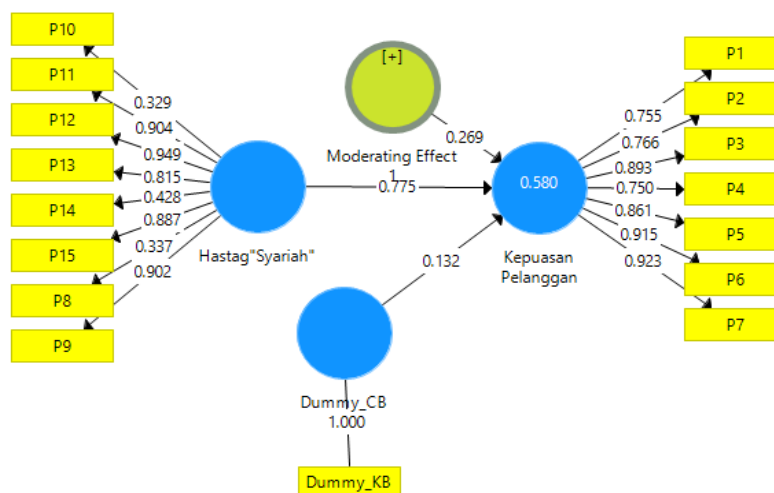 P10
P11
P12
P13
P14
P15
P8
P9
0.329
0.904
0.949
0.815
0.428
0.887
0.337
0.902
Hastag"Syariah"
[+]
Moderating Effect
1
0.269
0.775
0.132
Dummy_CB
1.000
Dummy_KB
0.580
Kepuasan
Pelanggan
0.755
0.766
0.893
0.750
0.861
0.915
0.923
P1
P2
P3
P4
P5
P6
P7